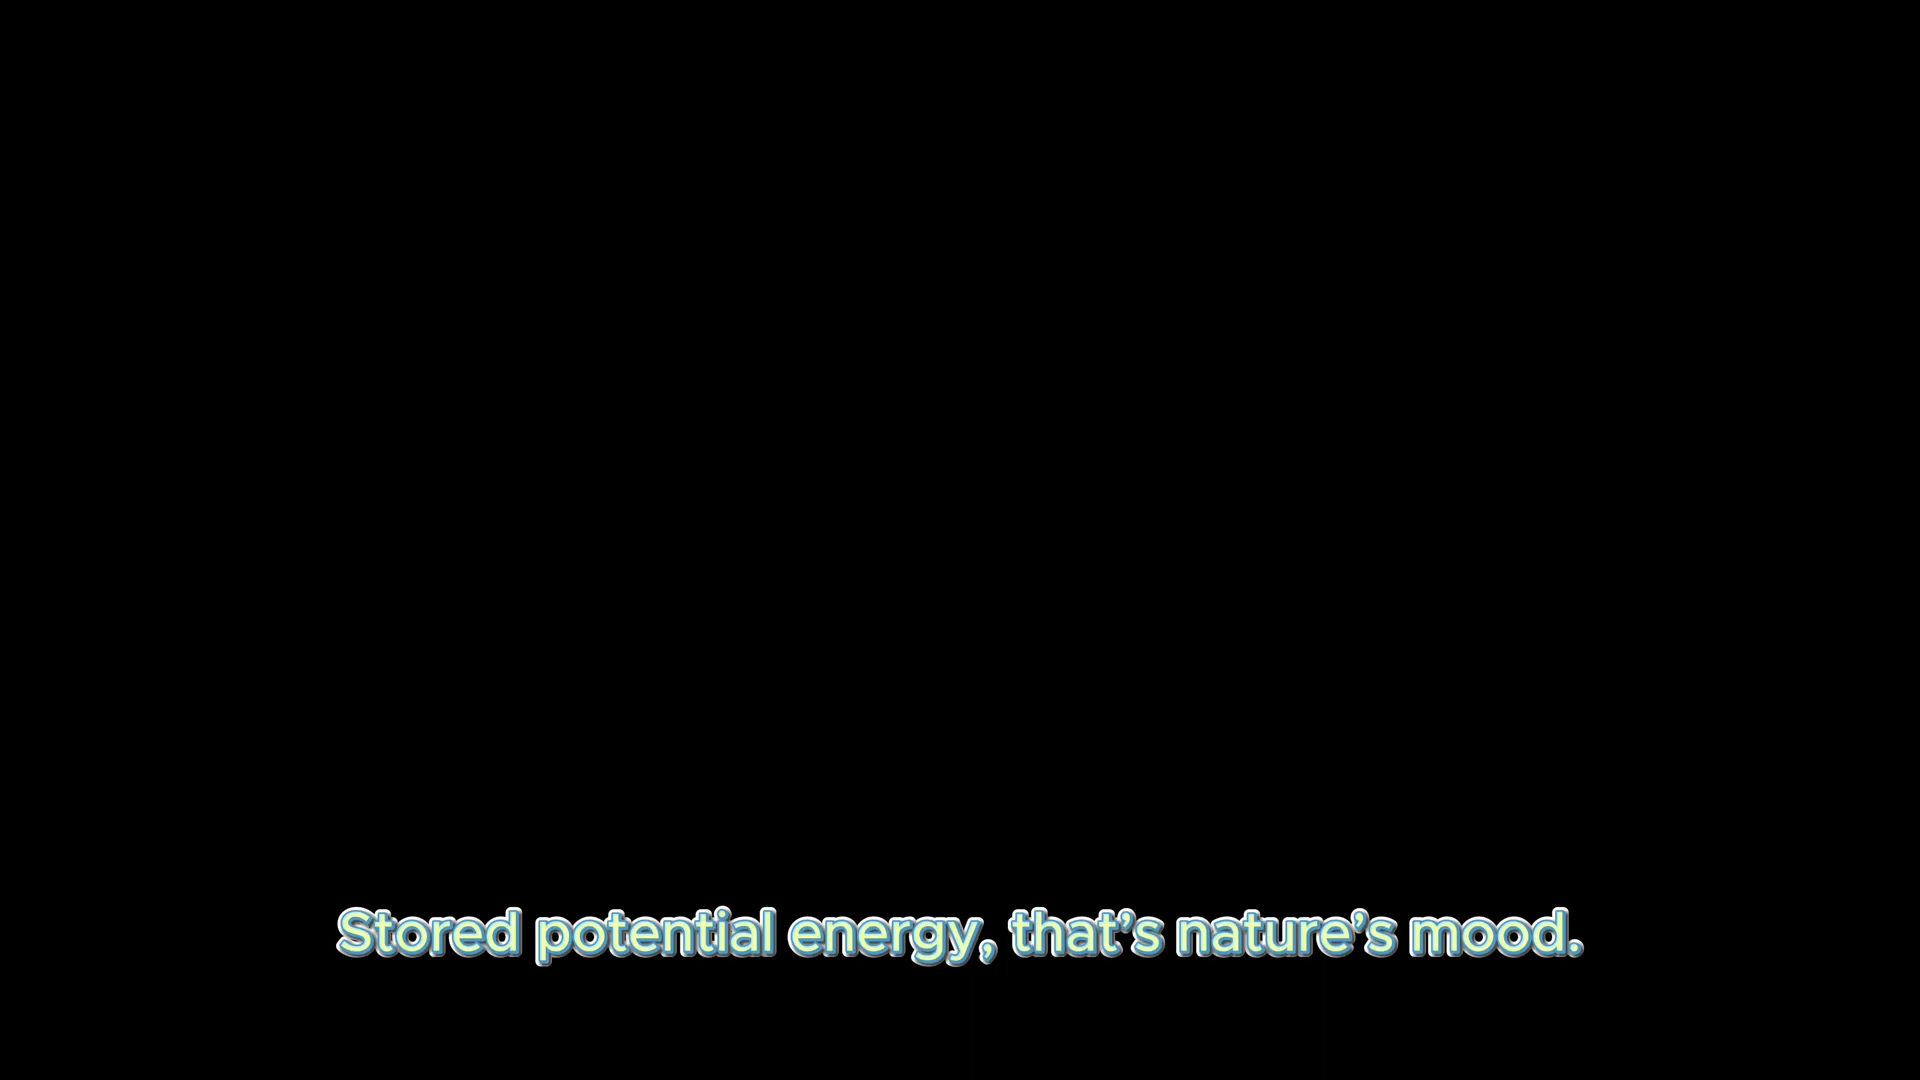 Stored potential energy, that’s nature’s mood.